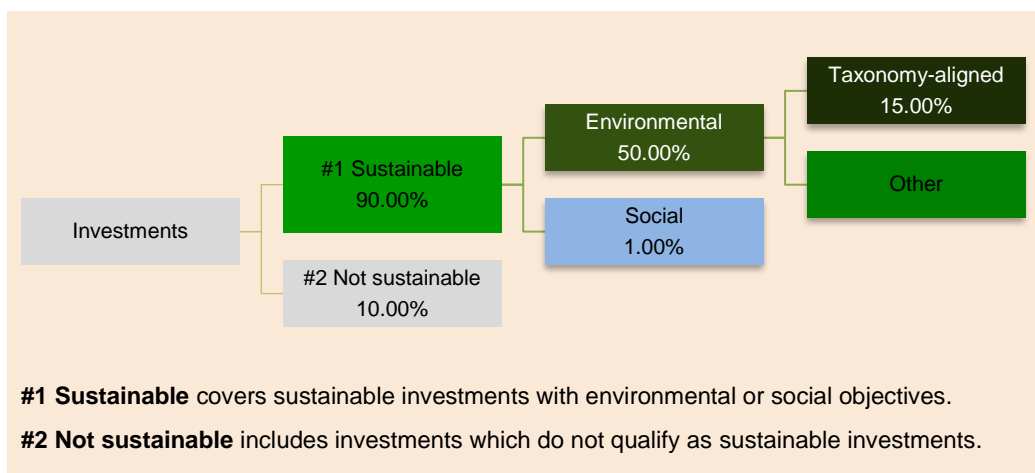 Taxonomy-aligned
15.00%
Environmental
50.00%
#1 Sustainable
90.00%
Other
Investments
Social
1.00%
#2 Not sustainable
10.00%
#1 Sustainable covers sustainable investments with environmental or social objectives.
#2 Not sustainable includes investments which do not qualify as sustainable investments.